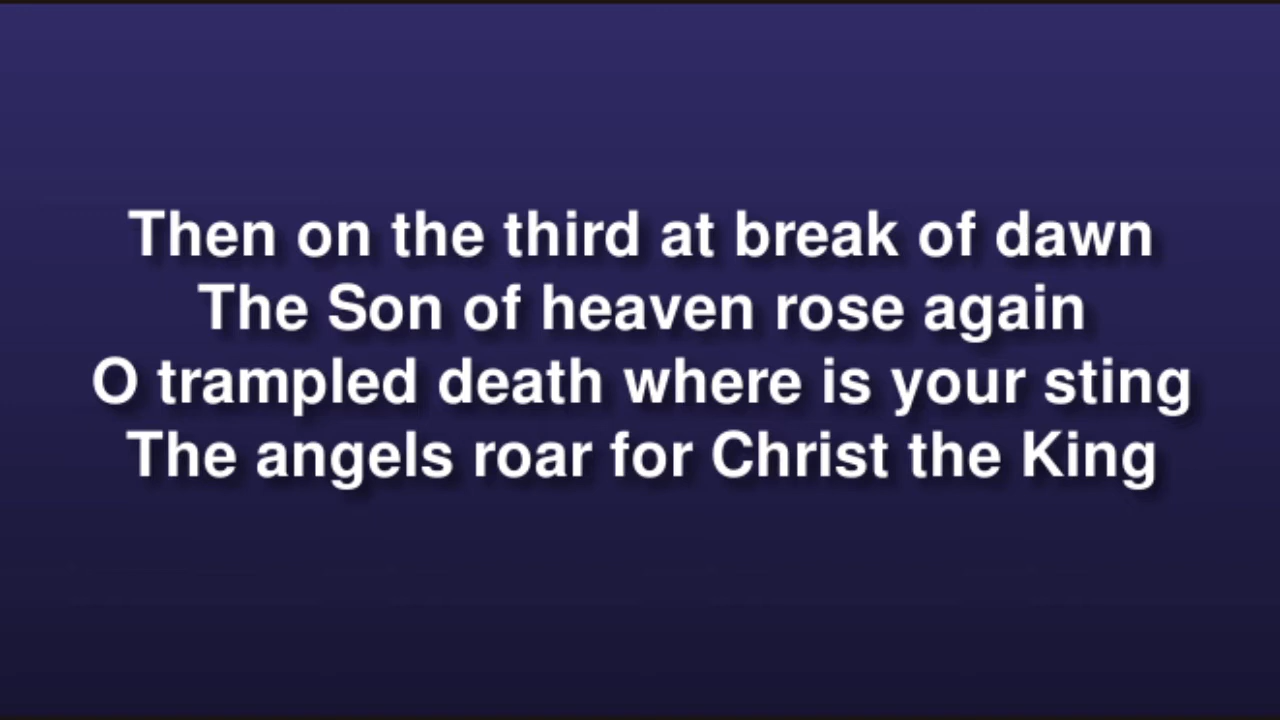 Then on the third at break of dawn
The Son of heaven rose again
O trampled death where is your sting
The angels roar for Christ the King